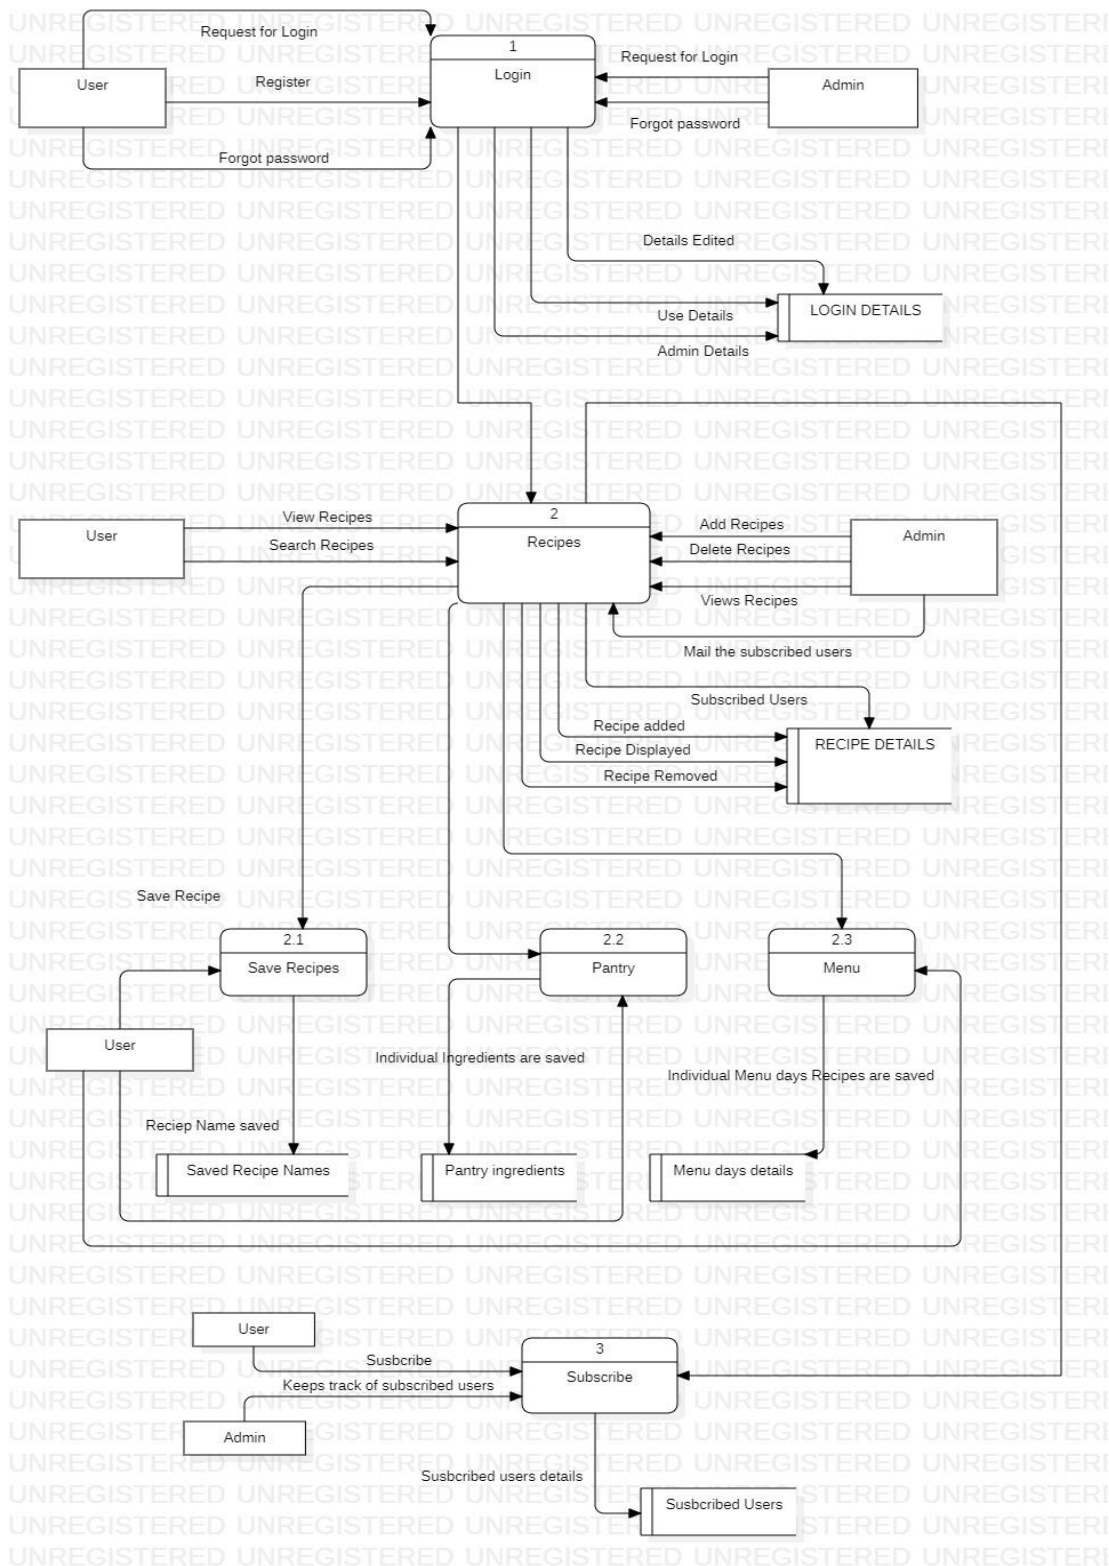 Request for Login
1
Login
Request for Login
User
Register
Admin
Forgot password
Forgot password
Details Edited
LOGIN DETAILS
Use Details
Admin Details
2
Recipes
User
View Recipes
Search Recipes
Add Recipes
Delete Recipes
Views Recipes
Admin
Mail the subscribed users
Subscribed Users
Recipe added
Recipe Displayed
Recipe Removed
RECIPE DETAILS
Save Recipe
2.1
Save Recipes
2.2
Pantry
2.3
Menu
User
Individual Ingredients are saved
Individual Menu days Recipes are saved
Reciep Name saved
Saved Recipe Names
Pantry ingredients
Menu days details
User
3
Subscribe
Susbcribe
Keeps track of subscribed users
Admin
Susbcribed users details
Susbcribed Users
UNREGISTERED